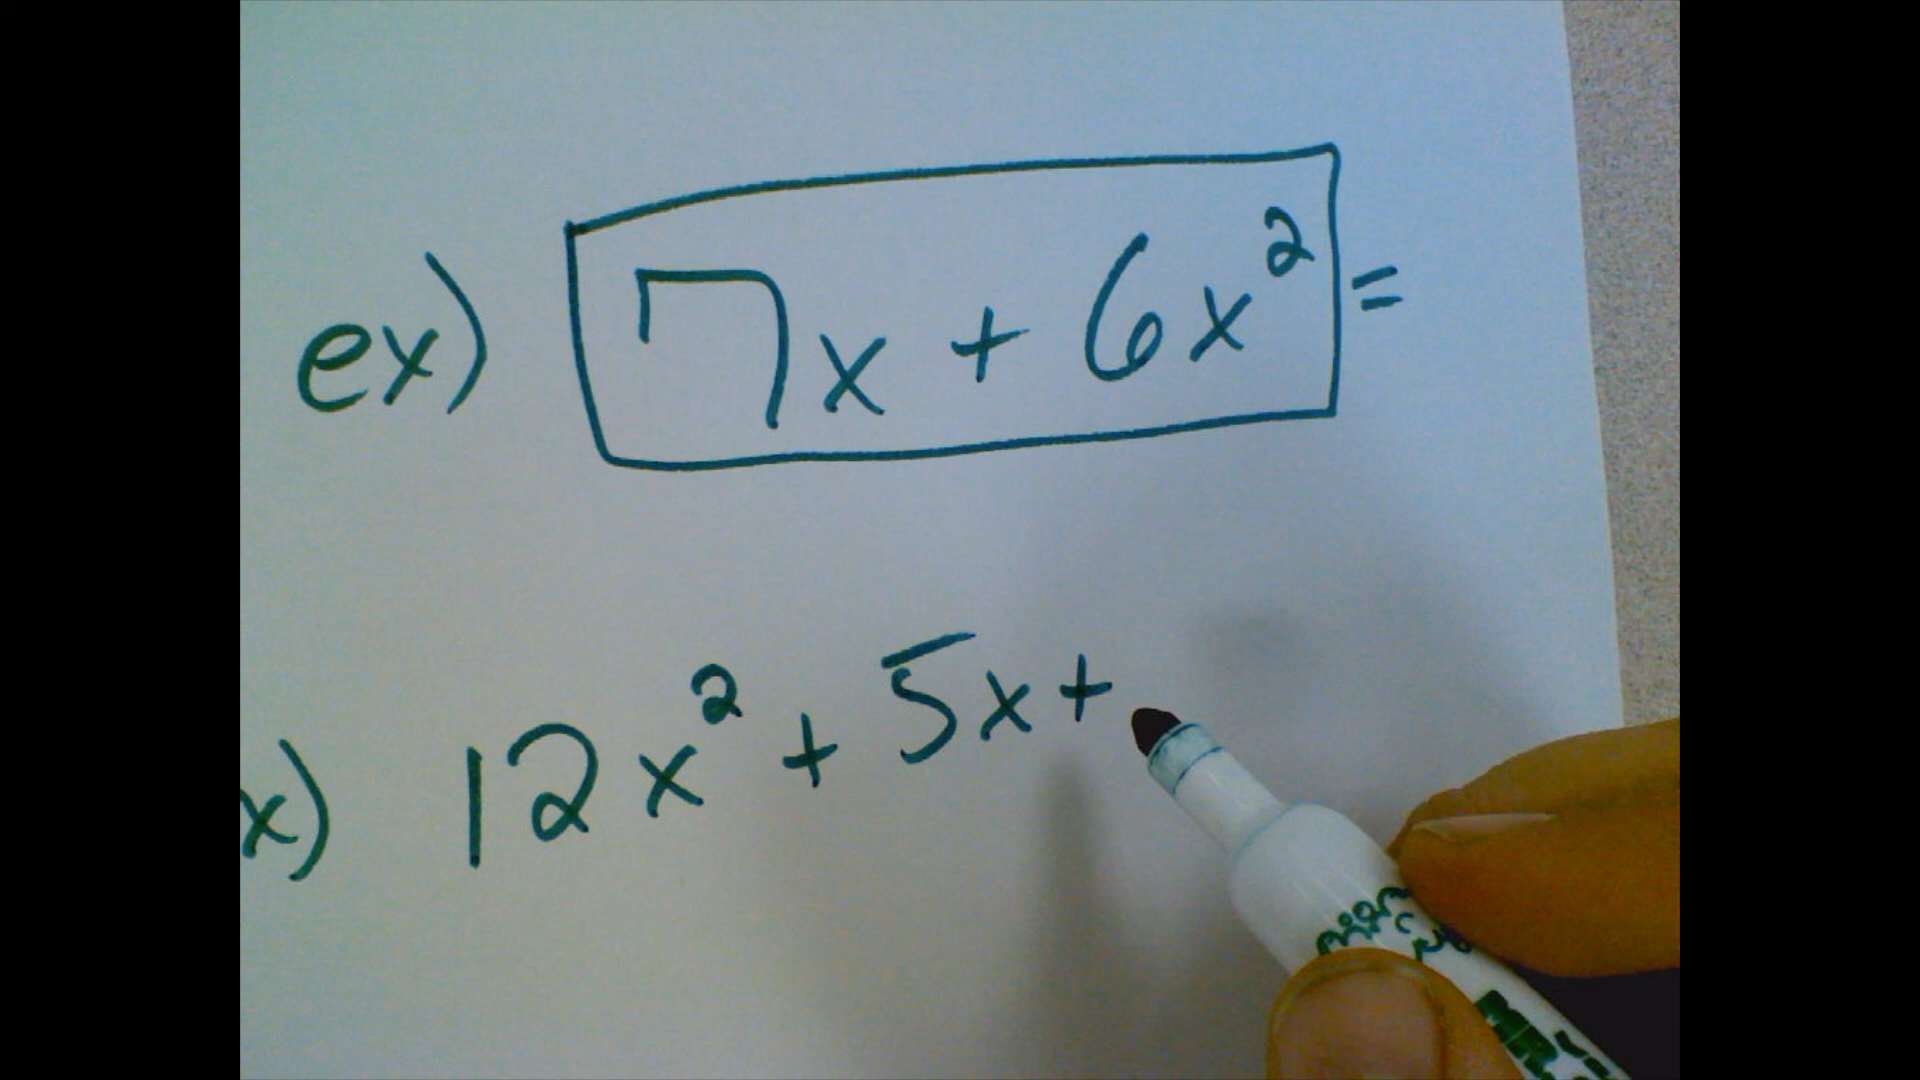 ex) 7x + 6x² =
x) 12x² + 5x +